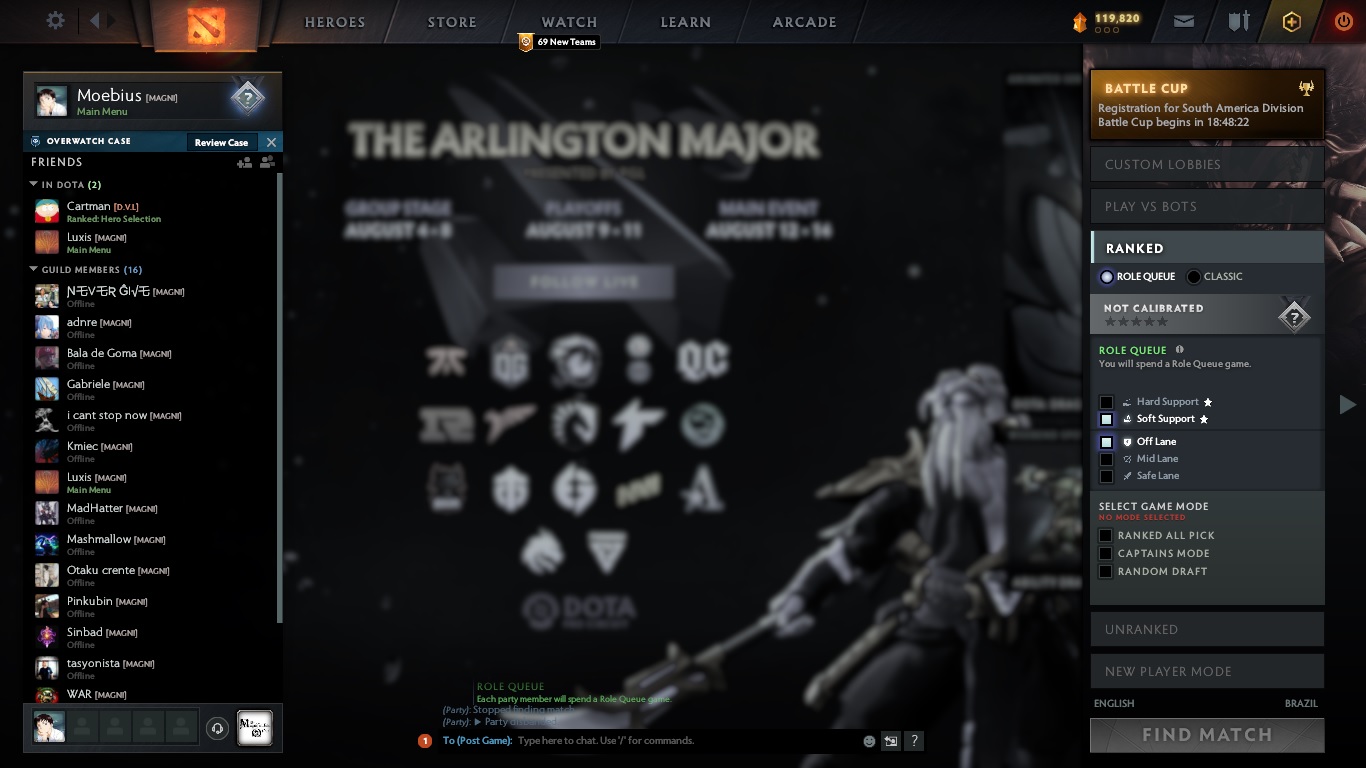 HEROES
STORE
WATCH
LEARN
ARCADE
119,820
69 New Teams
Moebius [MAGNI]
Main Menu
OVERWATCH CASE
Review Case
FRIENDS
IN DOTA (2)
Cartman [D.V.L]
Ranked: Hero Selection
Luxis [MAGNI]
Main Menu
GUILD MEMBERS (16)
[MAGNI]
Offline
adnre [MAGNI]
Offline
Bala de Goma [MAGNI]
Offline
Gabriele [MAGNI]
Offline
i cant stop now [MAGNI]
Offline
Kmiec [MAGNI]
Offline
Luxis [MAGNI]
Main Menu
MadHatter [MAGNI]
Offline
Mashmallow [MAGNI]
Offline
Otaku crente [MAGNI]
Offline
Pinkubin [MAGNI]
Offline
Sinbad [MAGNI]
Offline
tasyonista [MAGNI]
Offline
WAR [MAGNI]
THE ARLINGTON MAJOR
GROUP STAGE
AUGUST 4 - 8
PLAYOFFS
AUGUST 9 - 11
MAIN EVENT
AUGUST 12 - 14
FOLLOW LIVE
QC
DOTA
ROLE QUEUE
Each party member will spend a Role Queue game.
(Party): Stopped finding match
(Party): ▶ Party disbanded
1
To (Post Game): Type here to chat. Use '/' for commands.
?
BATTLE CUP
Registration for South America Division
Battle Cup begins in 18:48:22
CUSTOM LOBBIES
PLAY VS BOTS
RANKED
ROLE QUEUE
CLASSIC
NOT CALIBRATED
?
ROLE QUEUE
You will spend a Role Queue game.
Hard Support
Soft Support
Off Lane
Mid Lane
Safe Lane
SELECT GAME MODE
NO MODE SELECTED
RANKED ALL PICK
CAPTAINS MODE
RANDOM DRAFT
UNRANKED
NEW PLAYER MODE
ENGLISH
BRAZIL
FIND MATCH